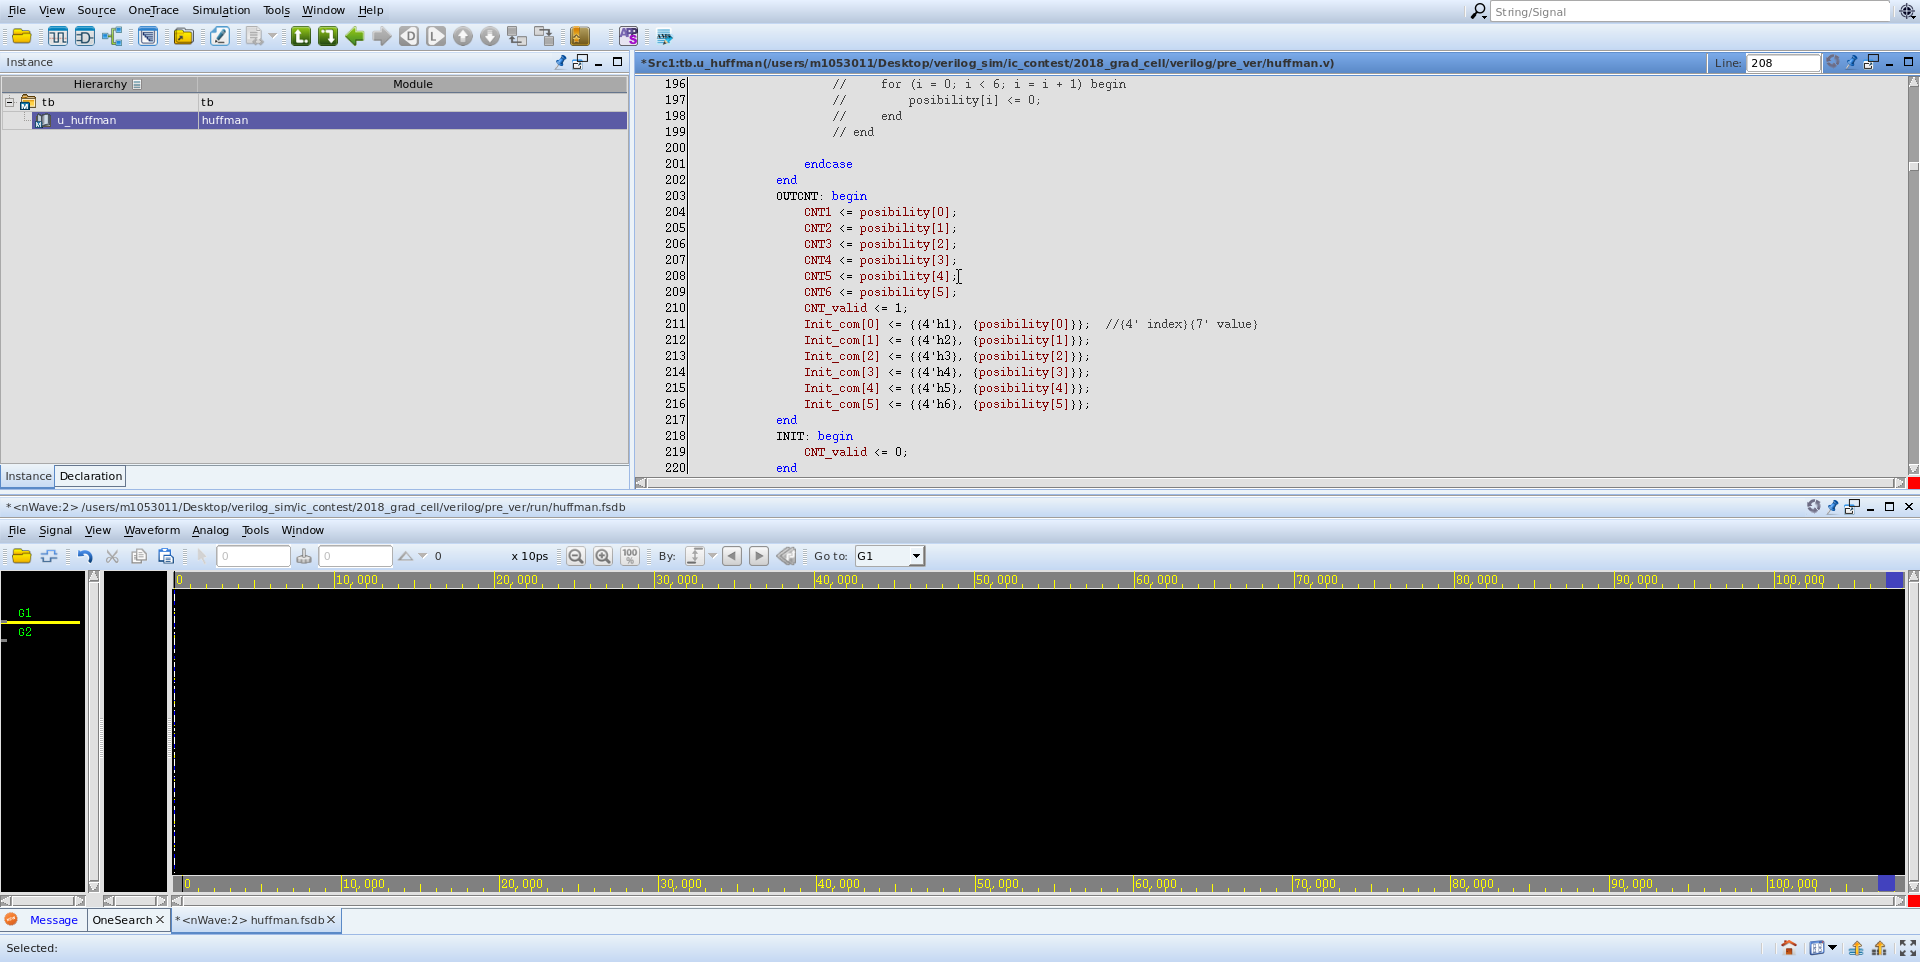 File View Source OneTrace Simulation Tools Window Help
String/Signal
Instance
Hierarchy Module
tb tb
u_huffman huffman
Instance Declaration
*Src1:tb.u_huffman(/users/m1053011/Desktop/verilog_sim/ic_contest/2018_grad_cell/verilog/pre_ver/huffman.v) Line: 208
196 // for (i = 0; i < 6; i = i + 1) begin
197 // posibility[i] <= 0;
198 // end
199 // end
200
201 endcase
202 end
203 OUTCNT: begin
204 CNT1 <= posibility[0];
205 CNT2 <= posibility[1];
206 CNT3 <= posibility[2];
207 CNT4 <= posibility[3];
208 CNT5 <= posibility[4];
209 CNT6 <= posibility[5];
210 CNT_valid <= 1;
211 Init_com[0] <= {{4'h1}, {posibility[0]}}; //{4' index}{7' value}
212 Init_com[1] <= {{4'h2}, {posibility[1]}};
213 Init_com[2] <= {{4'h3}, {posibility[2]}};
214 Init_com[3] <= {{4'h4}, {posibility[3]}};
215 Init_com[4] <= {{4'h5}, {posibility[4]}};
216 Init_com[5] <= {{4'h6}, {posibility[5]}};
217 end
218 INIT: begin
219 CNT_valid <= 0;
220 end
*<nWave:2> /users/m1053011/Desktop/verilog_sim/ic_contest/2018_grad_cell/verilog/pre_ver/run/huffman.fsdb
File Signal View Waveform Analog Tools Window
0 0 0 x 10ps 100 % By: Go to: G1
0 10,000 20,000 30,000 40,000 50,000 60,000 70,000 80,000 90,000 100,000
G1
G2
0 10,000 20,000 30,000 40,000 50,000 60,000 70,000 80,000 90,000 100,000
Message OneSearch *<nWave:2> huffman.fsdb
Selected: